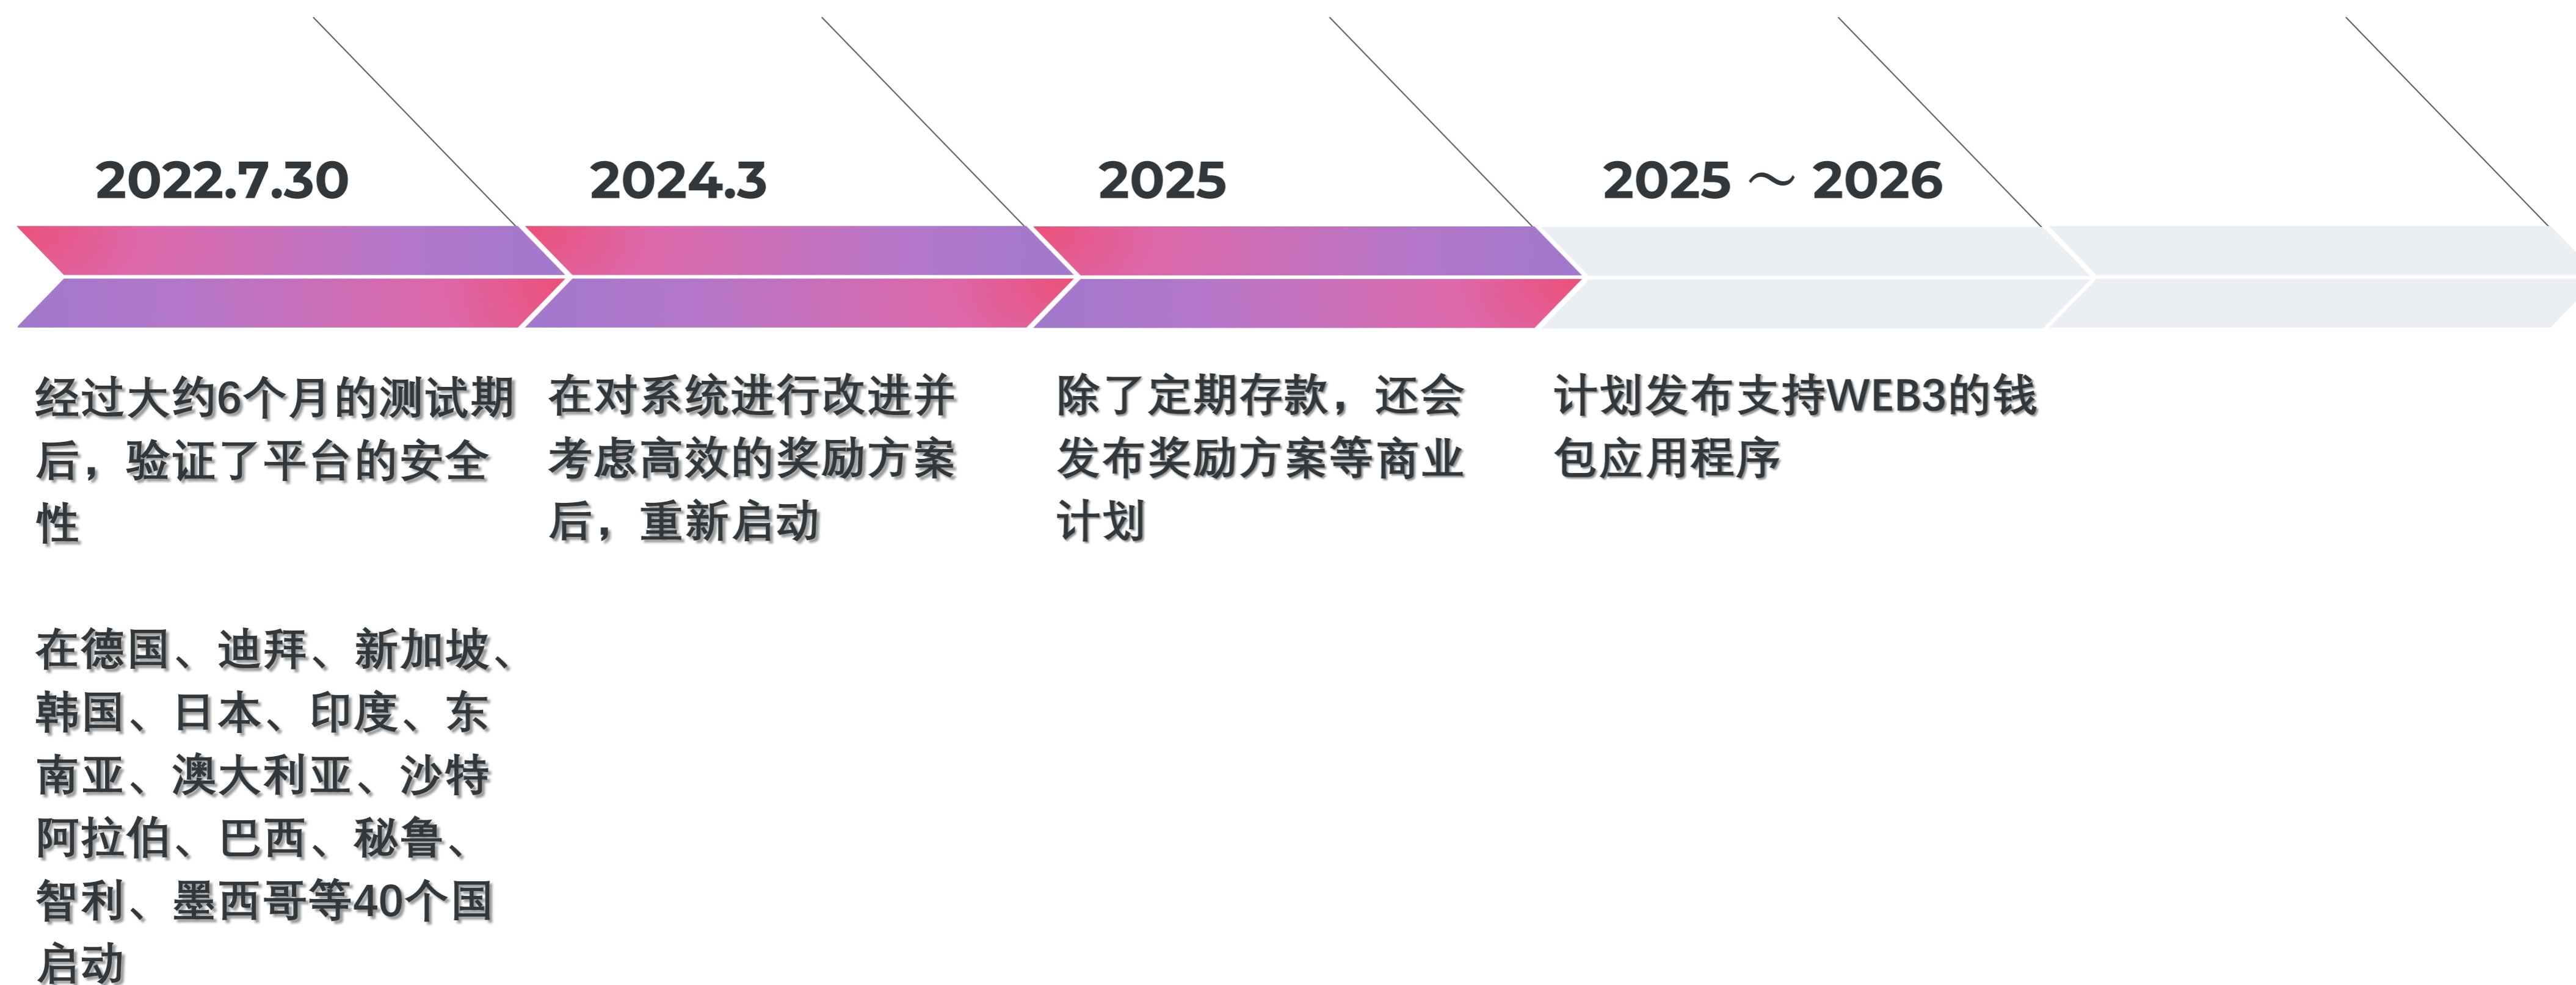 2022.7.30
经过大约6个月的测试期
后，验证了平台的安全
性
在德国、迪拜、新加坡、
韩国、日本、印度、东
南亚、澳大利亚、沙特
阿拉伯、巴西、秘鲁、
智利、墨西哥等40个国
启动
2024.3
在对系统进行改进并
考虑高效的奖励方案
后，重新启动
2025
除了定期存款，还会
发布奖励方案等商业
计划
2025 ～ 2026
计划发布支持WEB3的钱
包应用程序